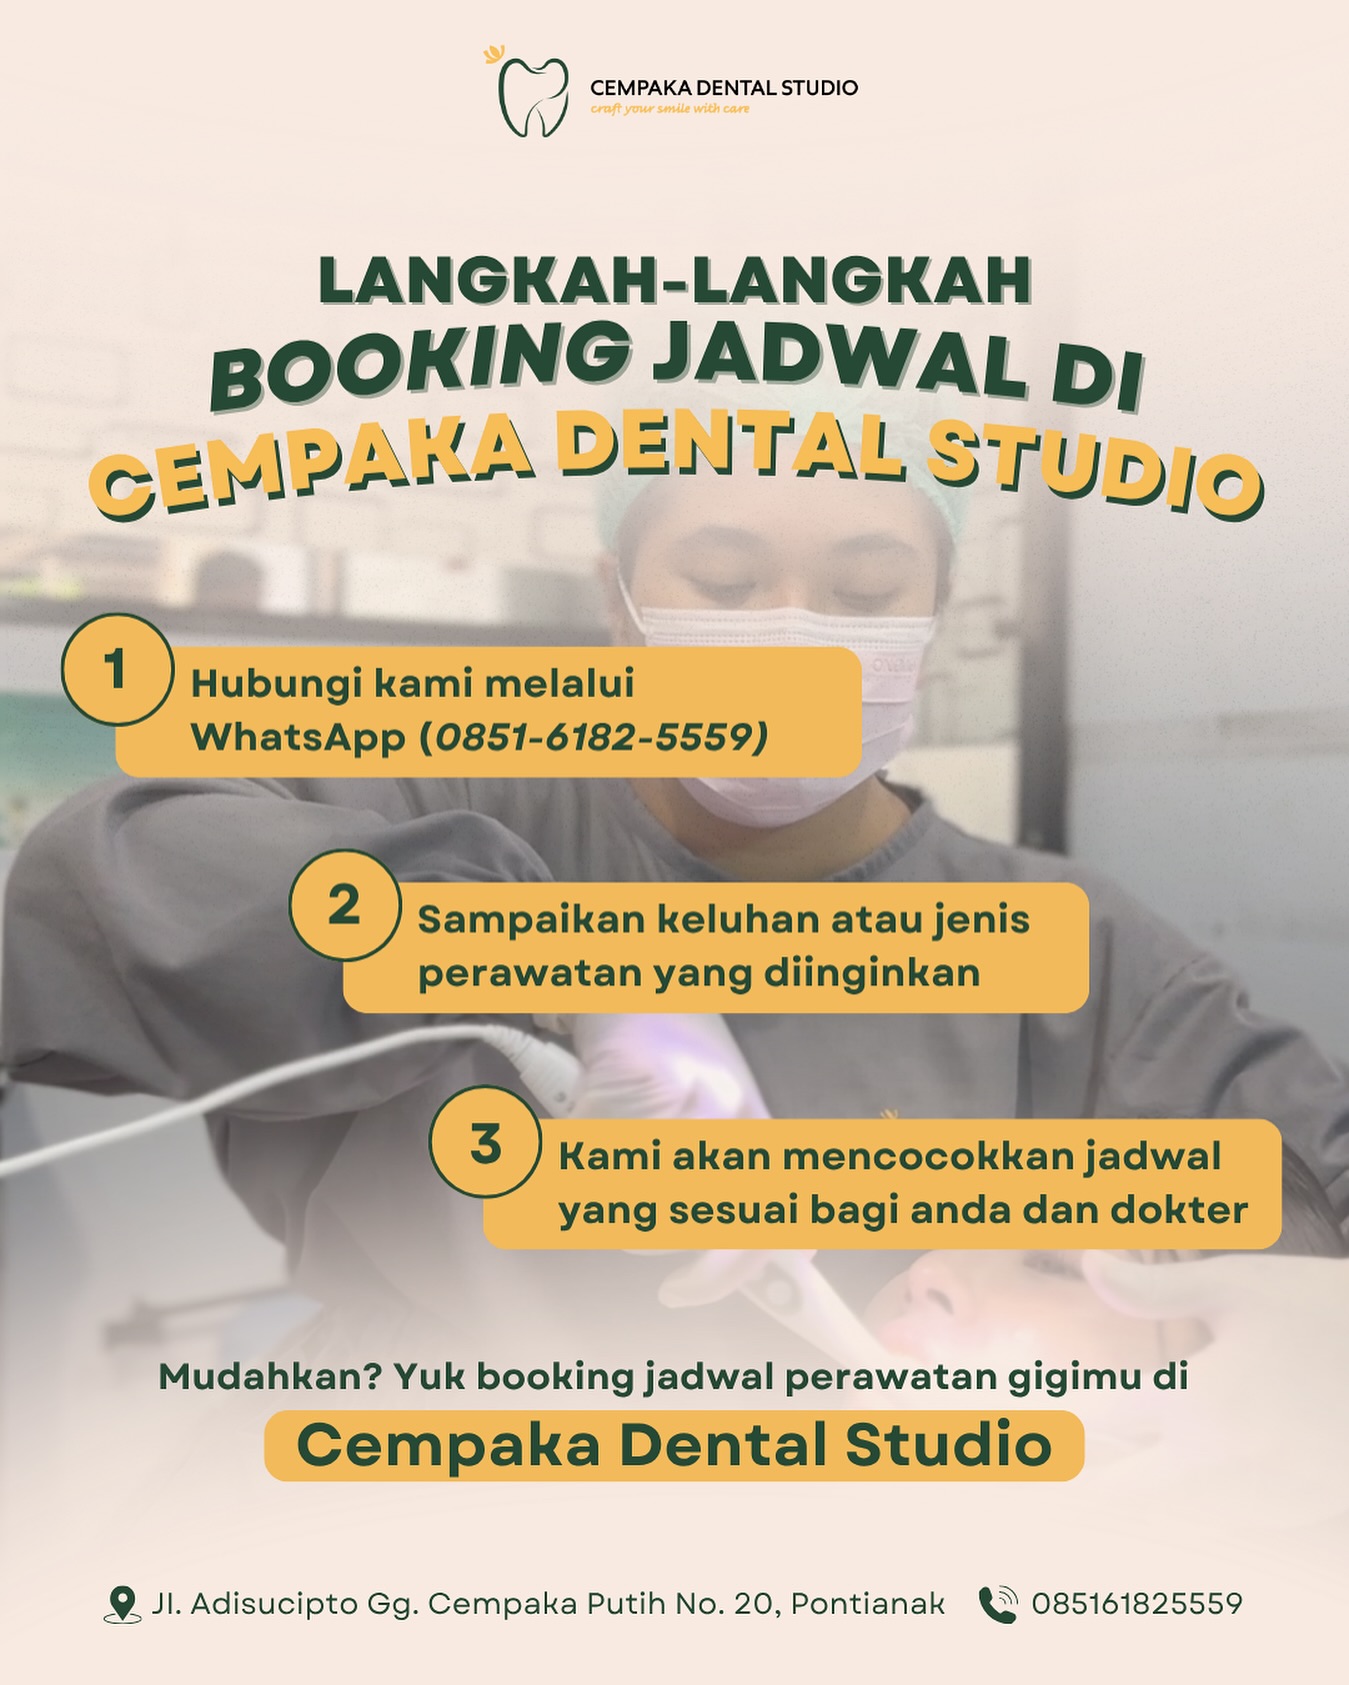 CEMPAKA DENTAL STUDIO
craft your smile with care
LANGKAH-LANGKAH
BOOKING JADWAL DI
CEMPAKA DENTAL STUDIO
1
Hubungi kami melalui
WhatsApp (0851-6182-5559)
2
Sampaikan keluhan atau jenis
perawatan yang diinginkan
3
Kami akan mencocokkan jadwal
yang sesuai bagi anda dan dokter
Mudahkan? Yuk booking jadwal perawatan gigimu di
Cempaka Dental Studio
Jl. Adisucipto Gg. Cempaka Putih No. 20, Pontianak
085161825559